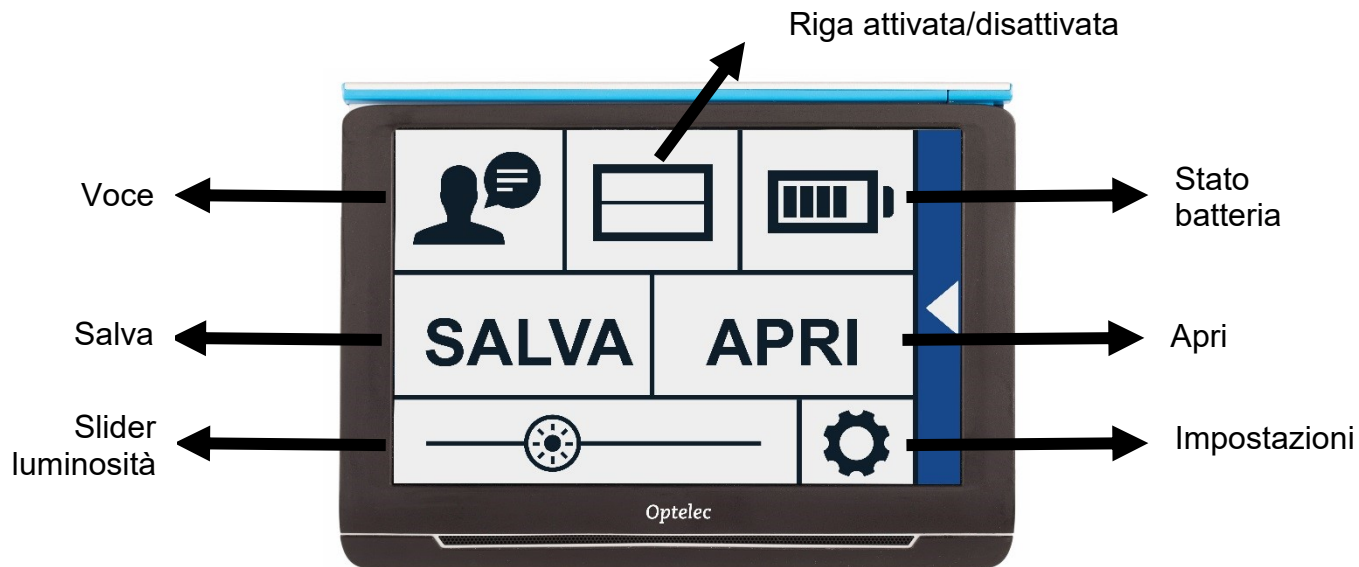 Riga attivata/disattivata
Voce
Stato
batteria
SALVA
APRI
Salva
Apri
Slider
luminosità
Impostazioni
Optelec